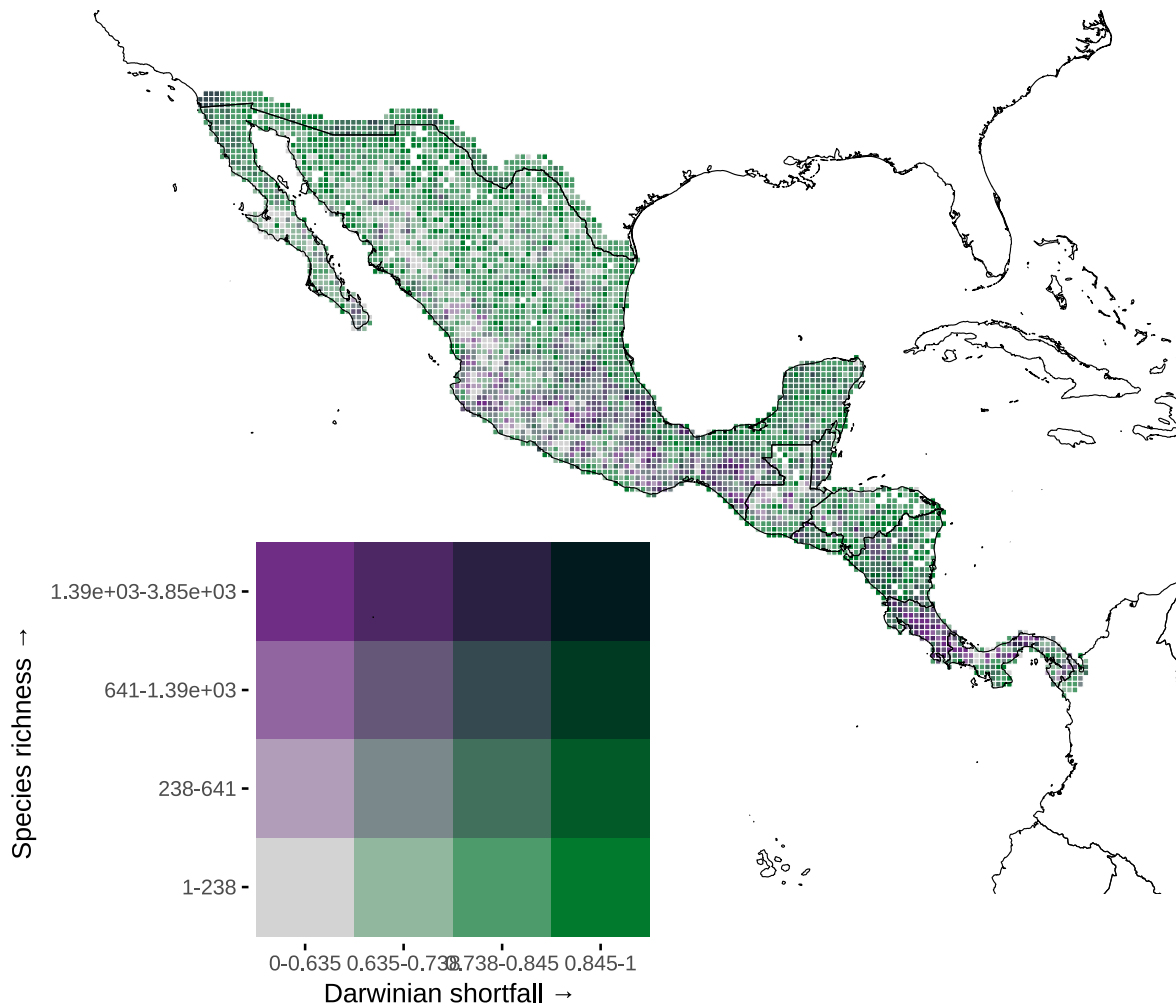 Species richness →
1.39e+03-3.85e+03
641-1.39e+03
238-641
1-238
0-0.635 0.635-0.738 0.738-0.845 0.845-1
Darwinian shortfall →